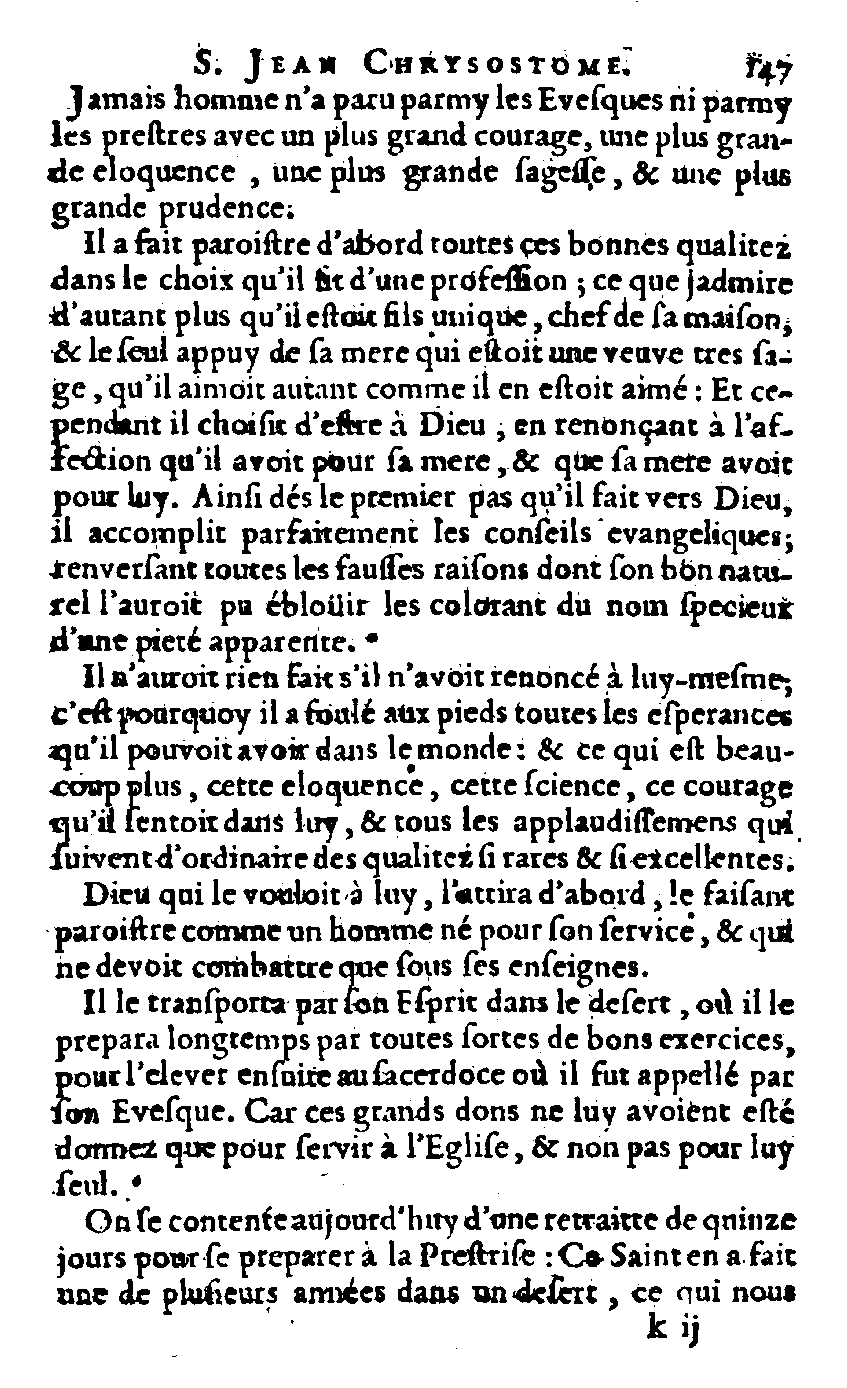 S. JEAN CHRYSOSTOME. 147
Jamais homme n'a paru parmy les Eveſques ni parmy
les preſtres avec un plus grand courage, une plus gran-
de eloquence, une plus grande ſageſſe, & une plus
grande prudence.
Il a fait paroiſtre d'abord toutes ces bonnes qualitez
dans le choix qu'il fit d'une profeſſion ; ce que jadmire
d'autant plus qu'il eſtoit fils unique, chef de ſa maiſon,
& le ſeul appuy de ſa mere qui eſtoit une veuve tres ſa-
ge, qu'il aimoit autant comme il en eſtoit aimé : Et ce-
pendant il choiſit d'eſtre à Dieu, en renonçant à l'af-
fection qu'il avoit pour ſa mere, & que ſa mere avoit
pour luy. Ainſi dés le premier pas qu'il fait vers Dieu,
il accomplit parfaitement les conſeils evangeliques;
renverſant toutes les fauſſes raiſons dont ſon bon natu-
rel l'auroit pu éblouir les colorant du nom ſpecieux
d'une pieté apparente.
Il n'auroit rien fait s'il n'avoit renoncé à luy-meſme;
c'eſt pourquoy il a foulé aux pieds toutes les eſperances
qu'il pouvoit avoir dans le monde : & ce qui eſt beau-
coup plus, cette eloquence, cette ſcience, ce courage
qu'il ſentoit dans luy, & tous les applaudiſſemens qui
ſuivent d'ordinaire des qualitez ſi rares & ſi excellentes.
Dieu qui le vouloit à luy, l'attira d'abord, le faiſant
paroiſtre comme un homme né pour ſon ſervice, & qui
ne devoit combattre que ſous ſes enſeignes.
Il le tranſporta par ſon Eſprit dans le deſert, où il le
prepara longtemps par toutes ſortes de bons exercices,
pour l'elever enſuite au ſacerdoce où il fut appellé par
ſon Eveſque. Car ces grands dons ne luy avoient eſté
donnez que pour ſervir à l'Egliſe, & non pas pour luy
ſeul.
On ſe contente aujourd'huy d'une retraitte de quinze
jours pour ſe preparer à la Preſtriſe : Ce Saint en a fait
une de pluſieurs années dans un deſert, ce qui nous
k ij